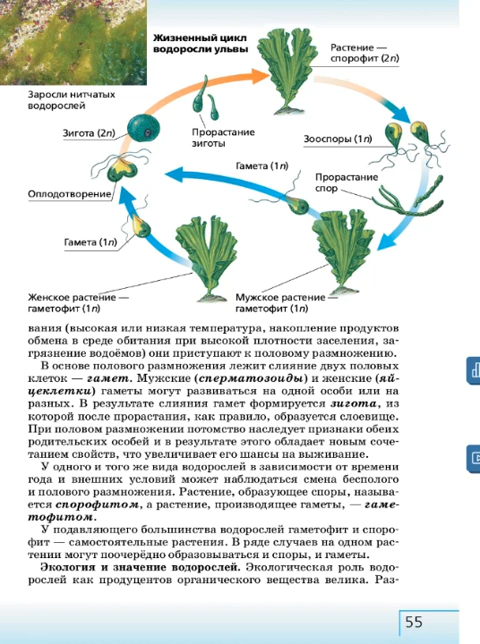 Жизненный цикл
водоросли ульвы
Растение —
спорофит (2n)
Заросли нитчатых
водорослей
Зигота (2n)
Прорастание
зиготы
Зооспоры (1n)
Гамета (1n)
Прорастание
спор
Оплодотворение
Гамета (1n)
Женское растение —
гаметофит (1n)
Мужское растение —
гаметофит (1n)
вания (высокая или низкая температура, накопление продуктов
обмена в среде обитания при высокой плотности заселения, за-
грязнение водоёмов) они приступают к половому размножению.
В основе полового размножения лежит слияние двух половых
клеток — гамет. Мужские (сперматозоиды) и женские (яй-
цеклетки) гаметы могут развиваться на одной особи или на
разных. В результате слияния гамет формируется зигота, из
которой после прорастания, как правило, образуется слоевище.
При половом размножении потомство наследует признаки обеих
родительских особей и в результате этого обладает новым соче-
танием свойств, что увеличивает его шансы на выживание.
У одного и того же вида водорослей в зависимости от времени
года и внешних условий может наблюдаться смена бесполого
и полового размножения. Растение, образующее споры, называ-
ется спорофитом, а растение, производящее гаметы, — гаме-
тофитом.
У подавляющего большинства водорослей гаметофит и споро-
фит — самостоятельные растения. В ряде случаев на одном рас-
тении могут поочерёдно образовываться и споры, и гаметы.
Экология и значение водорослей. Экологическая роль водо-
рослей как продуцентов органического вещества велика. Раз-
55